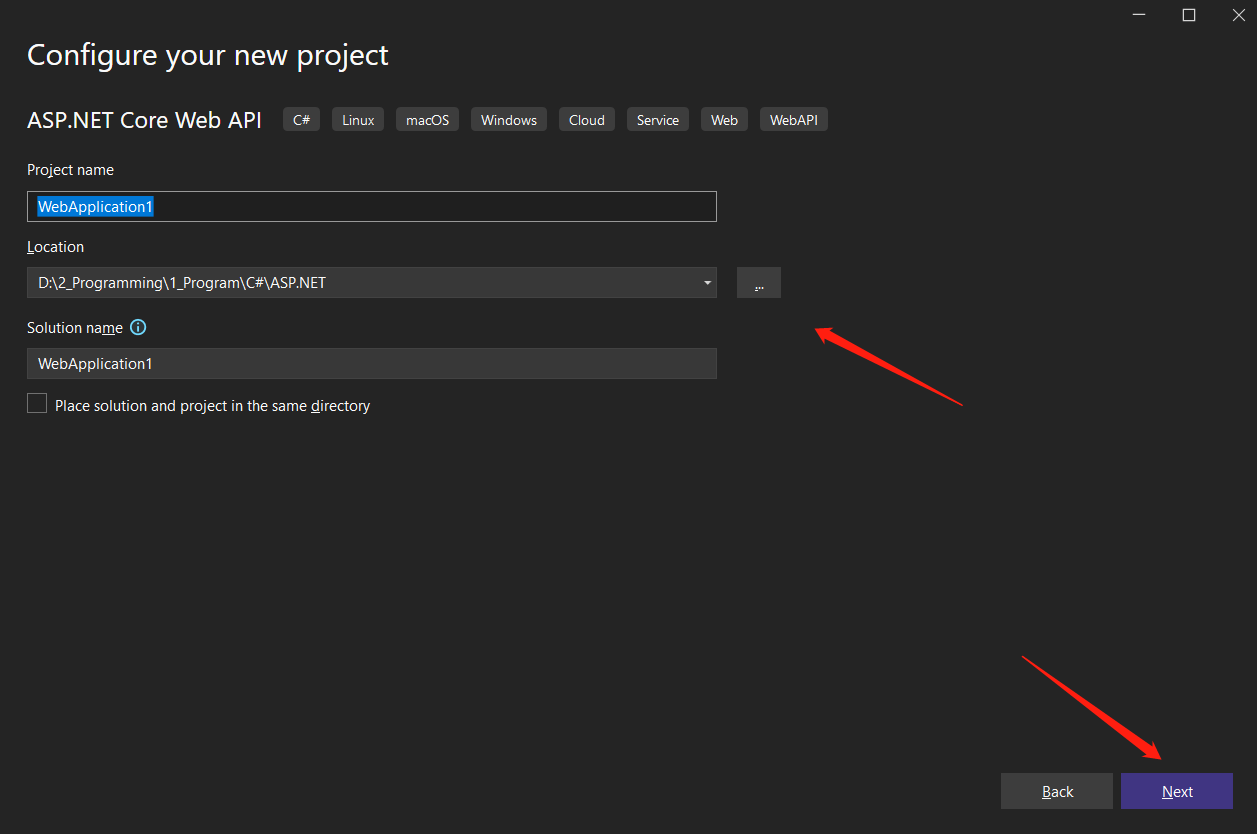 Configure your new project
ASP.NET Core Web API C# Linux macOS Windows Cloud Service Web WebAPI
Project name
WebApplication1
Location
D:\2_Programming\1_Program\C#\ASP.NET
...
Solution name
WebApplication1
Place solution and project in the same directory
Back Next